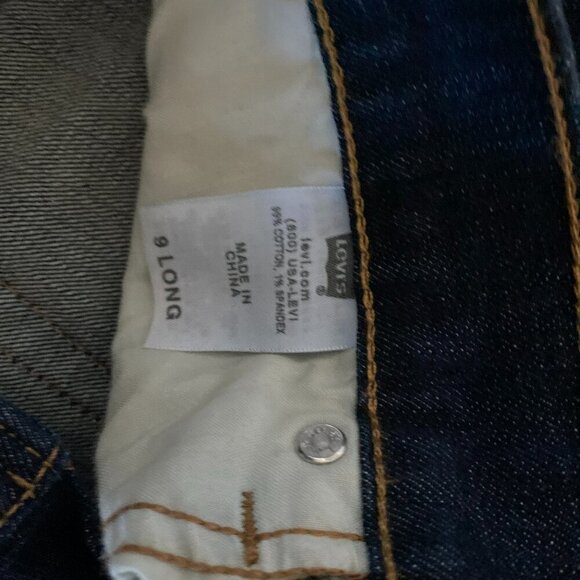 LEVI'S
®
levi.com
(800) USA-LEVI
99% COTTON, 1% SPANDEX
MADE IN
CHINA
9 LONG